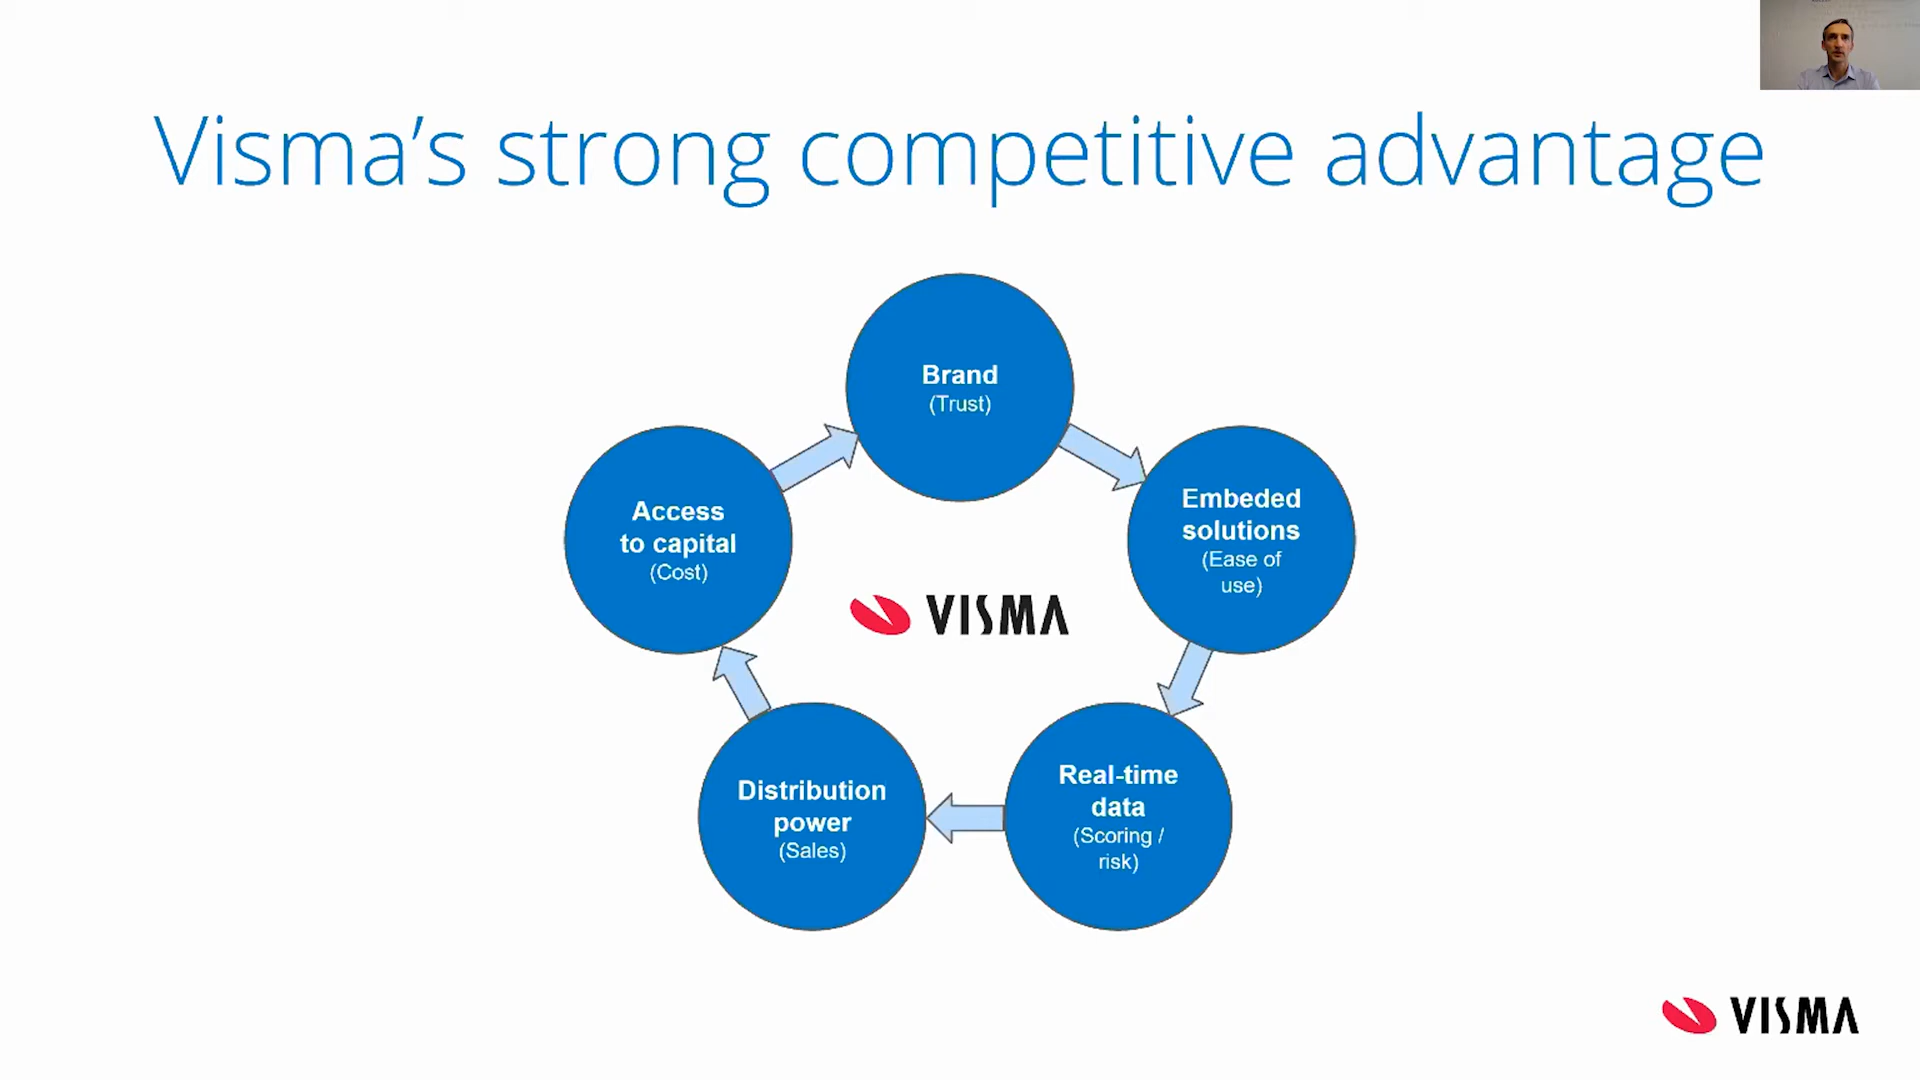 Visma's strong competitive advantage
Brand
(Trust)
Embeded
solutions
(Ease of
use)
Real-time
data
(Scoring /
risk)
Distribution
power
(Sales)
Access
to capital
(Cost)
VISMA
VISMA